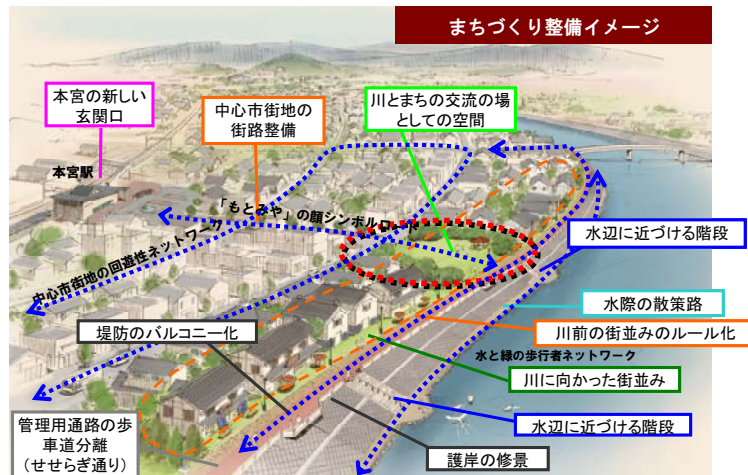 まちづくり整備イメージ
本宮の新しい
玄関口
中心市街地の
街路整備
川とまちの交流の場
としての空間
本宮駅
「もとみや」の顔シンボルロード
中心市街地の回遊性ネットワーク
水辺に近づける階段
水際の散策路
堤防のバルコニー化
川前の街並みのルール化
水と緑の歩行者ネットワーク
川に向かった街並み
管理用通路の歩
車道分離
（せせらぎ通り）
水辺に近づける階段
護岸の修景